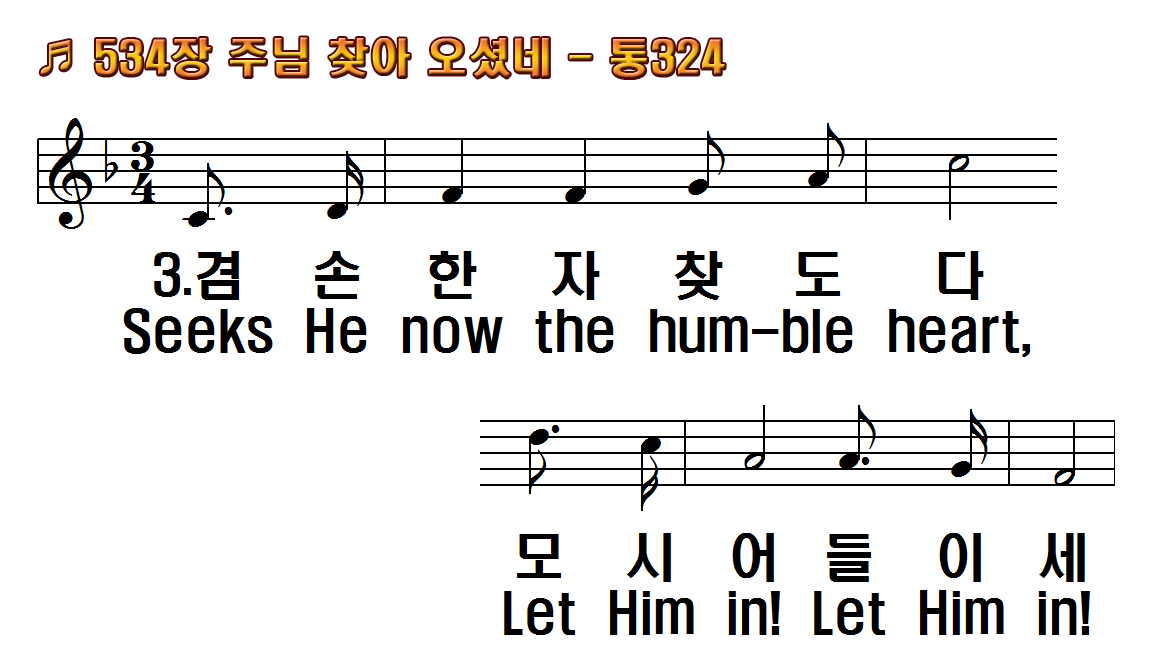 ♬ 534장 주님 찾아 오셨네 - 통324
3
4
3.겸 손 한 자 찾 도 다
Seeks He now the hum-ble heart,
모 시 어 들 이 세
Let Him in! Let Him in!